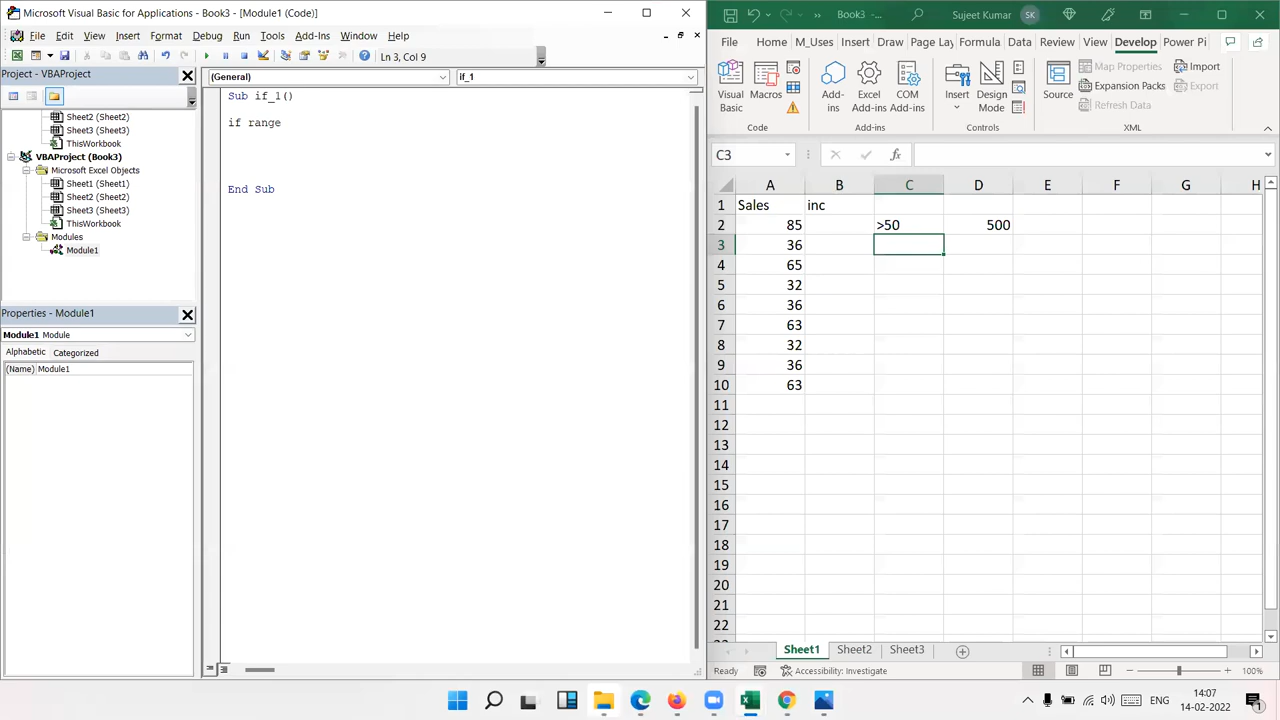 Microsoft Visual Basic for Applications - Book3 - [Module1 (Code)]
File Edit View Insert Format Debug Run Tools Add-Ins Window Help
Ln 3, Col 9
Project - VBAProject
Sheet2 (Sheet2)
Sheet3 (Sheet3)
ThisWorkbook
VBAProject (Book3)
Microsoft Excel Objects
Sheet1 (Sheet1)
Sheet2 (Sheet2)
Sheet3 (Sheet3)
ThisWorkbook
Modules
Module1
Properties - Module1
Module1 Module
Alphabetic Categorized
(Name) Module1
(General) if_1
Sub if_1()
if range
End Sub
Book3 -... Sujeet Kumar SK
File Home M_Uses Insert Draw Page Lay Formula Data Review View Develop Power Pi
Visual Basic
Macros
Code
Add-ins
Excel Add-ins
COM Add-ins
Add-ins
Insert
Design Mode
Controls
Source
Map Properties
Expansion Packs
Refresh Data
Import
Export
XML
C3 fx
A B C D E F G H
1 Sales inc
2 85 >50 500
3 36
4 65
5 32
6 36
7 63
8 32
9 36
10 63
11
12
13
14
15
16
17
18
19
20
21
22
Sheet1 Sheet2 Sheet3
Ready Accessibility: Investigate 100%
ENG 14:07
14-02-2022
1